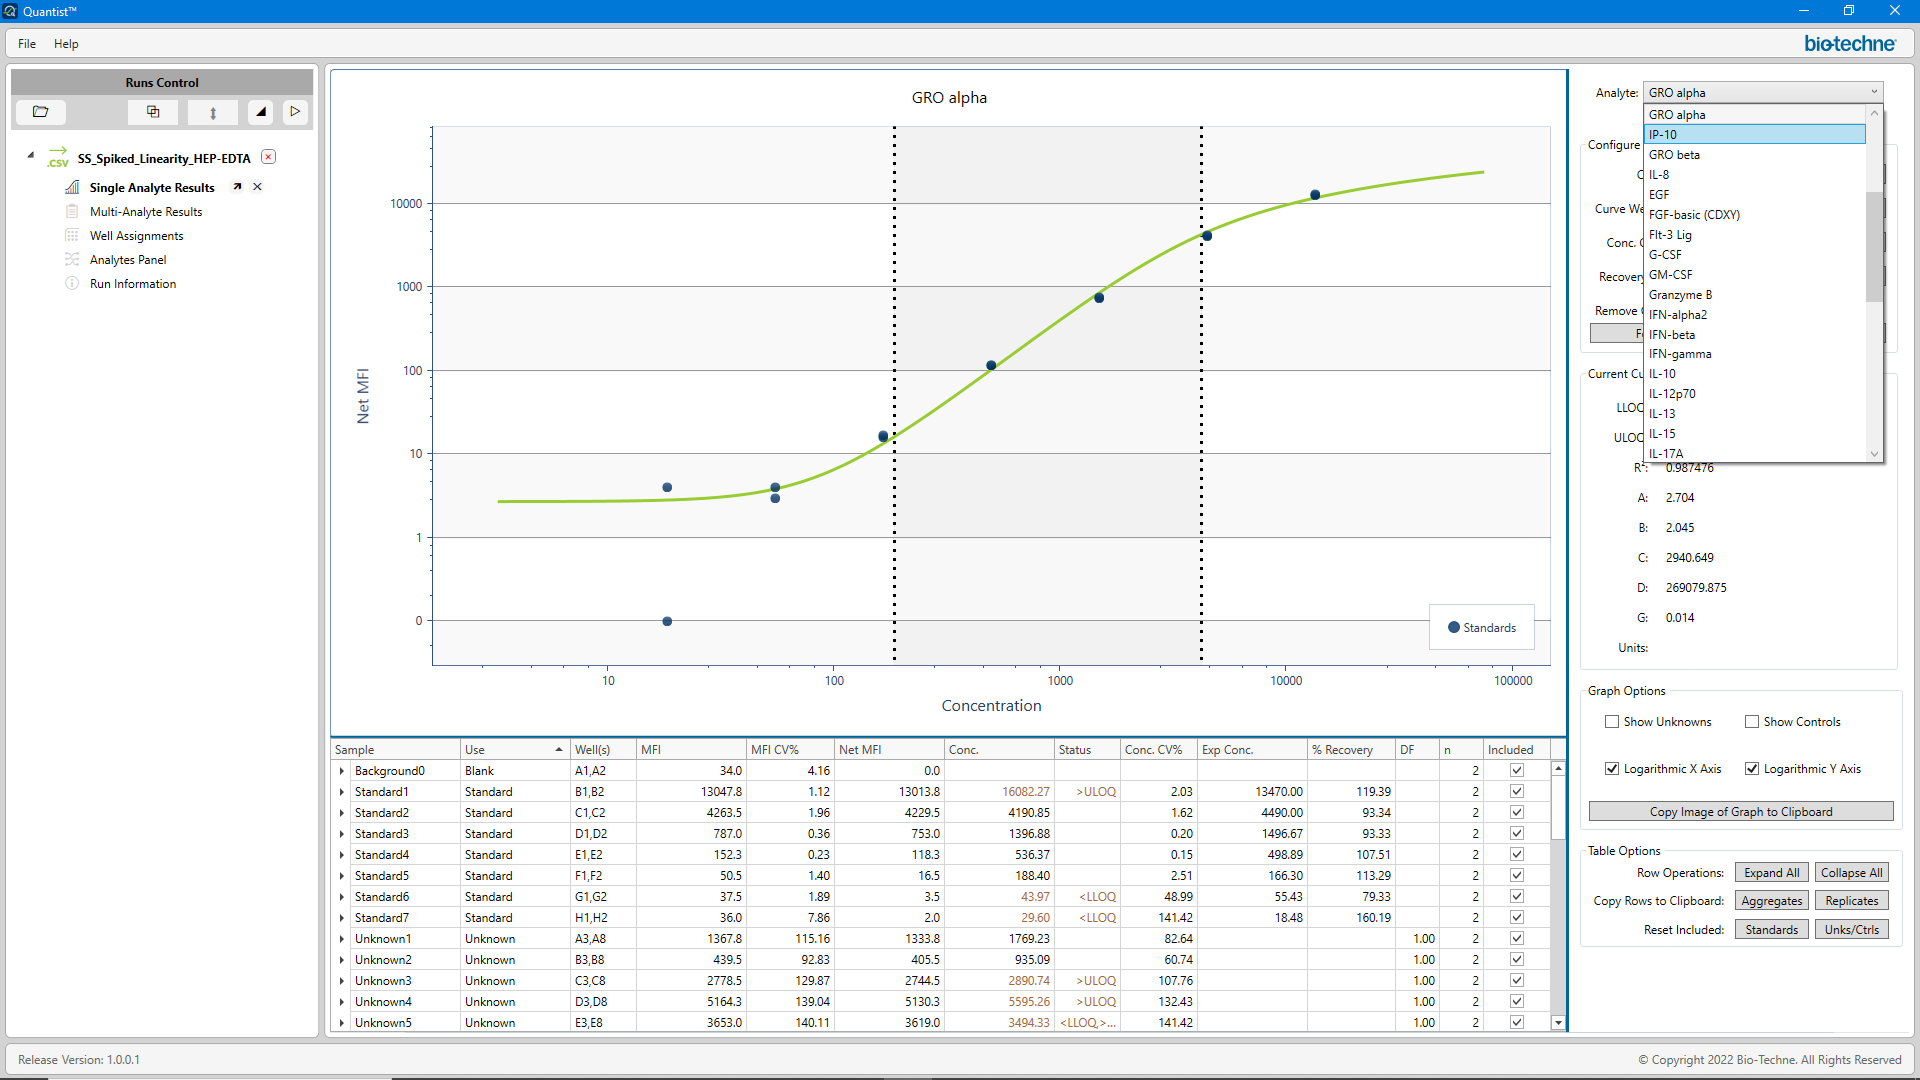 Quantist™
File Help
bio-techne
Runs Control
.CSV SS_Spiked_Linearity_HEP-EDTA
Single Analyte Results
Multi-Analyte Results
Well Assignments
Analytes Panel
Run Information
GRO alpha
Net MFI
10000
1000
100
10
1
0
10 100 1000 10000 100000
Concentration
Standards
Sample Use Well(s) MFI MFI CV% Net MFI Conc. Status Conc. CV% Exp Conc. % Recovery DF n Included
Background0 Blank A1,A2 34.0 4.16 0.0 2
Standard1 Standard B1,B2 13047.8 1.12 13013.8 16082.27 >ULOQ 2.03 13470.00 119.39 2
Standard2 Standard C1,C2 4263.5 1.96 4229.5 4190.85 1.62 4490.00 93.34 2
Standard3 Standard D1,D2 787.0 0.36 753.0 1396.88 0.20 1496.67 93.33 2
Standard4 Standard E1,E2 152.3 0.23 118.3 536.37 0.15 498.89 107.51 2
Standard5 Standard F1,F2 50.5 1.40 16.5 188.40 2.51 166.30 113.29 2
Standard6 Standard G1,G2 37.5 1.89 3.5 43.97 <LLOQ 48.99 55.43 79.33 2
Standard7 Standard H1,H2 36.0 7.86 2.0 29.60 <LLOQ 141.42 18.48 160.19 2
Unknown1 Unknown A3,A8 1367.8 115.16 1333.8 1769.23 82.64 1.00 2
Unknown2 Unknown B3,B8 439.5 92.83 405.5 935.09 60.74 1.00 2
Unknown3 Unknown C3,C8 2778.5 129.87 2744.5 2890.74 >ULOQ 107.76 1.00 2
Unknown4 Unknown D3,D8 5164.3 139.04 5130.3 5595.26 >ULOQ 132.43 1.00 2
Unknown5 Unknown E3,E8 3653.0 140.11 3619.0 3494.33 <LLOQ,>... 141.42 1.00 2
Analyte: GRO alpha
GRO alpha
IP-10
GRO beta
IL-8
EGF
FGF-basic (CDXY)
Flt-3 Lig
G-CSF
GM-CSF
Granzyme B
IFN-alpha2
IFN-beta
IFN-gamma
IL-10
IL-12p70
IL-13
IL-15
IL-17A
Configure
Curve We
Conc. C
Recovery
Remove
Current Cu
LLOQ
ULOQ
R²: 0.987476
A: 2.704
B: 2.045
C: 2940.649
D: 269079.875
G: 0.014
Units:
Graph Options
Show Unknowns Show Controls
Logarithmic X Axis Logarithmic Y Axis
Copy Image of Graph to Clipboard
Table Options
Row Operations: Expand All Collapse All
Copy Rows to Clipboard: Aggregates Replicates
Reset Included: Standards Unks/Ctrls
Release Version: 1.0.0.1
© Copyright 2022 Bio-Techne. All Rights Reserved